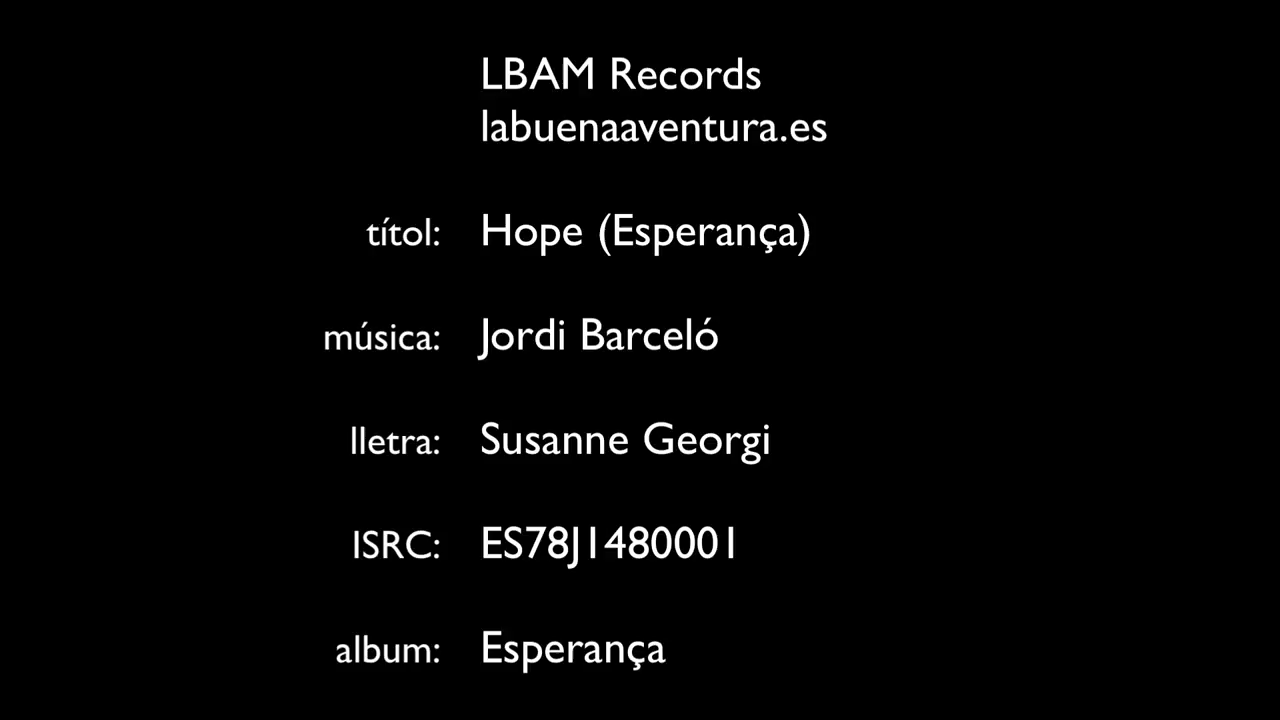 LBAM Records
labuenaaventura.es
títol: Hope (Esperança)
música: Jordi Barceló
lletra: Susanne Georgi
ISRC: ES78J1480001
album: Esperança